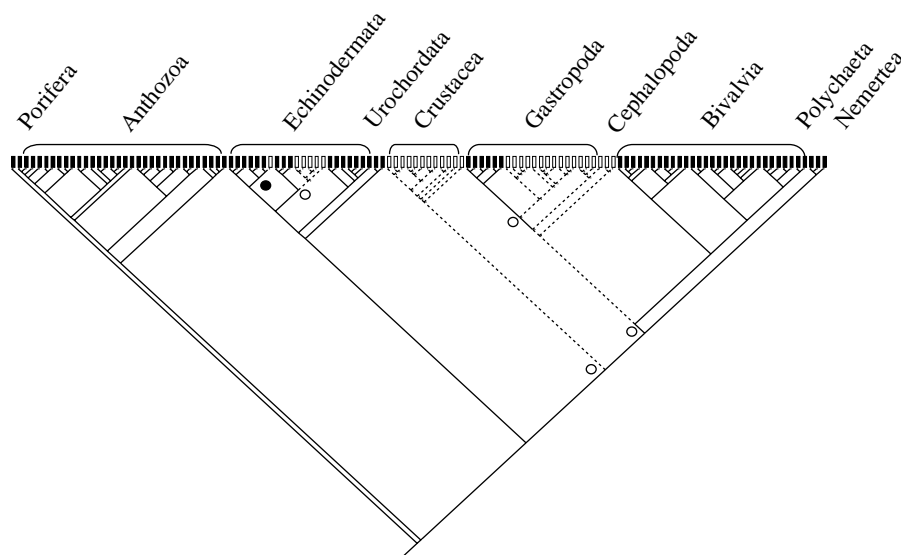 Porifera
Anthozoa
Echinodermata
Urochordata
Crustacea
Gastropoda
Cephalopoda
Bivalvia
Polychaeta
Nemertea